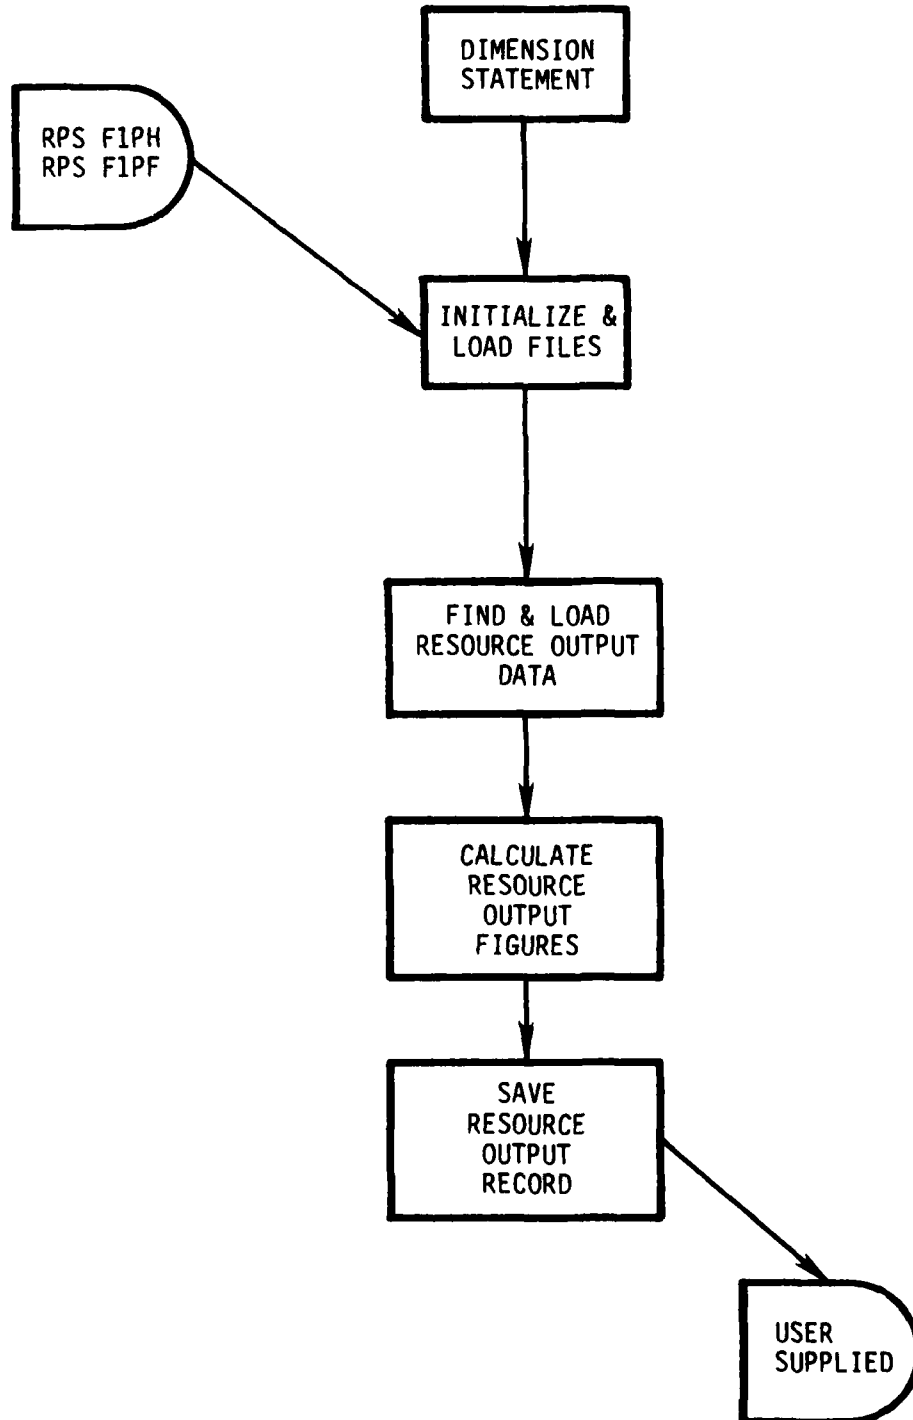 DIMENSION
STATEMENT
RPS F1PH
RPS F1PF
INITIALIZE &
LOAD FILES
FIND & LOAD
RESOURCE OUTPUT
DATA
CALCULATE
RESOURCE
OUTPUT
FIGURES
SAVE
RESOURCE
OUTPUT
RECORD
USER
SUPPLIED